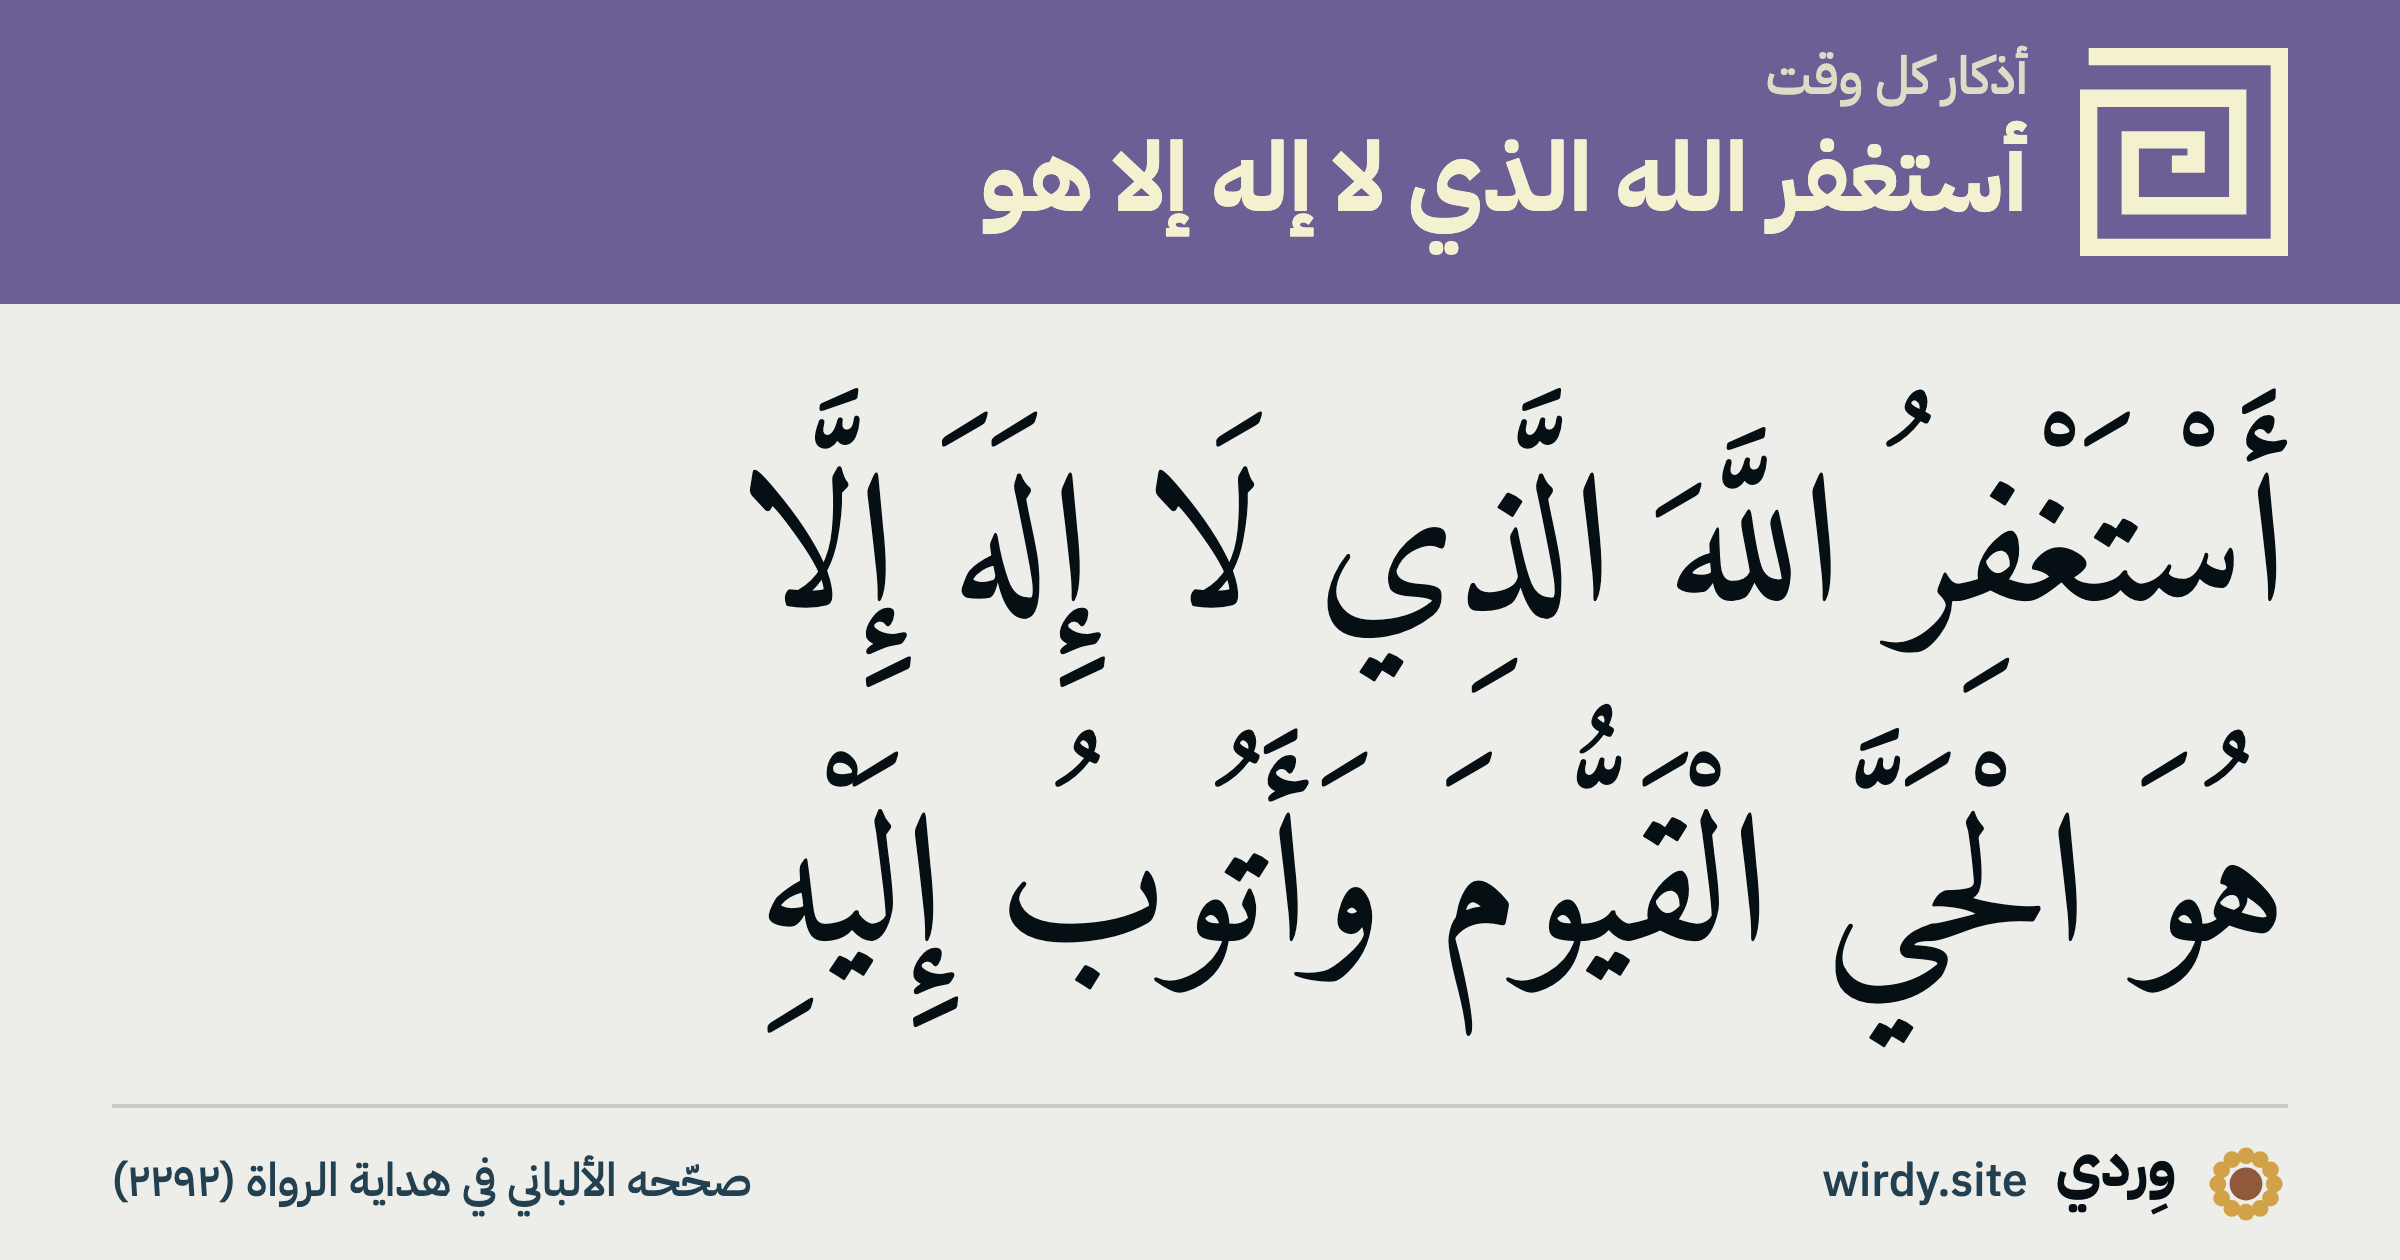 أذكار كل وقت
أستغفر الله الذي لا إله إلا هو
أَسْتَغْفِرُ اللَّهَ الَّذِي لَا إِلَهَ إِلَّا
هُوَ الْحَيَّ الْقَيُّومَ وَأَتُوبُ إِلَيْهِ
وِردي wirdy.site
صحّحه الألباني في هداية الرواة (٢٢٩٢)